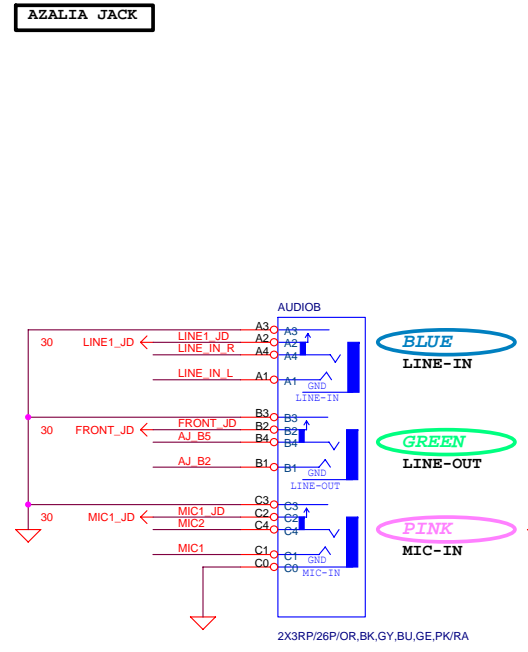 AZALIA JACK
AUDIOB
A3 A3
30 LINE1_JD LINE1_JD A2 A2
LINE_IN_R A4 A4
BLUE
LINE-IN
LINE_IN_L A1 A1
GND
LINE-IN
B3 B3
30 FRONT_JD FRONT_JD B2 B2
AJ_B5 B4 B4
GREEN
LINE-OUT
AJ_B2 B1 B1
GND
LINE-OUT
C3 C3
30 MIC1_JD MIC1_JD C2 C2
MIC2 C4 C4
PINK
MIC-IN
MIC1 C1 C1
GND
C0 C0 MIC-IN
2X3RP/26P/OR,BK,GY,BU,GE,PK/RA